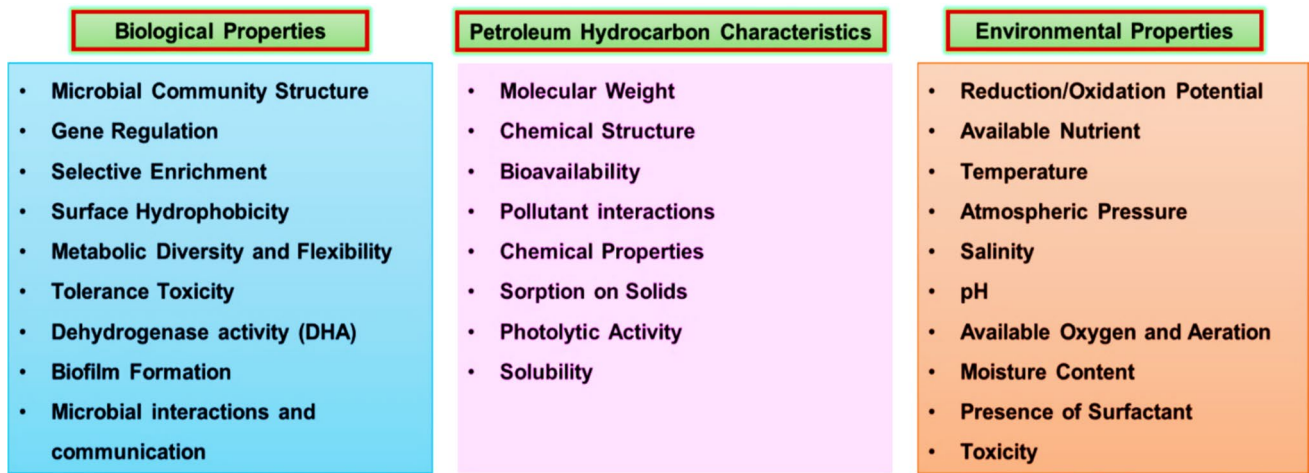 Biological Properties
• Microbial Community Structure
• Gene Regulation
• Selective Enrichment
• Surface Hydrophobicity
• Metabolic Diversity and Flexibility
• Tolerance Toxicity
• Dehydrogenase activity (DHA)
• Biofilm Formation
• Microbial interactions and
communication
Petroleum Hydrocarbon Characteristics
• Molecular Weight
• Chemical Structure
• Bioavailability
• Pollutant interactions
• Chemical Properties
• Sorption on Solids
• Photolytic Activity
• Solubility
Environmental Properties
• Reduction/Oxidation Potential
• Available Nutrient
• Temperature
• Atmospheric Pressure
• Salinity
• pH
• Available Oxygen and Aeration
• Moisture Content
• Presence of Surfactant
• Toxicity